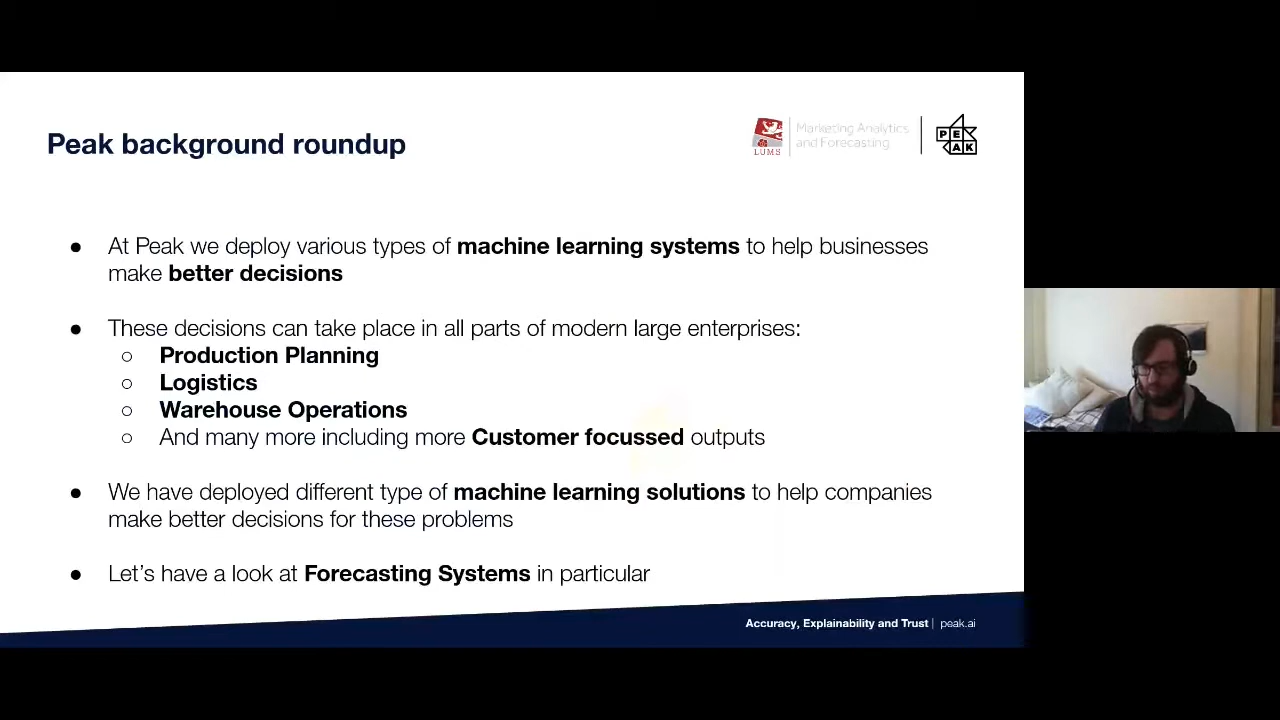 Peak background roundup
LUMS
Marketing Analytics
and Forecasting
PE
AK
● At Peak we deploy various types of machine learning systems to help businesses
make better decisions
● These decisions can take place in all parts of modern large enterprises:
○ Production Planning
○ Logistics
○ Warehouse Operations
○ And many more including more Customer focussed outputs
● We have deployed different type of machine learning solutions to help companies
make better decisions for these problems
● Let's have a look at Forecasting Systems in particular
Accuracy, Explainability and Trust | peak.ai